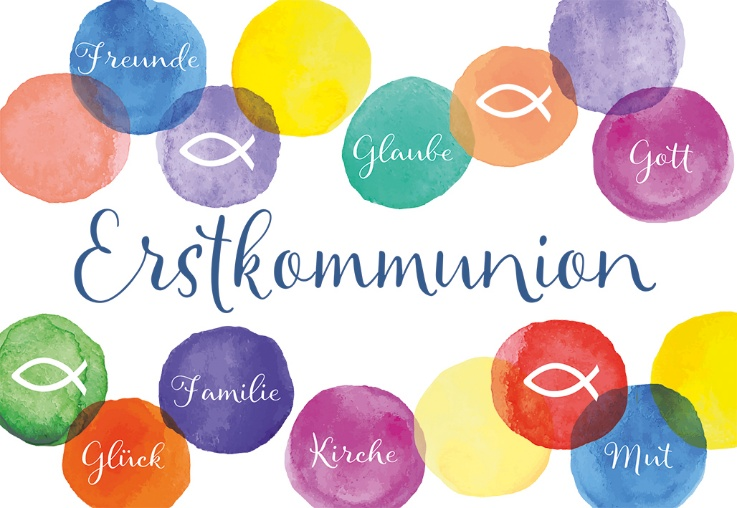 Freunde
Glaube
Gott
Erstkommunion
Familie
Glück
Kirche
Mut